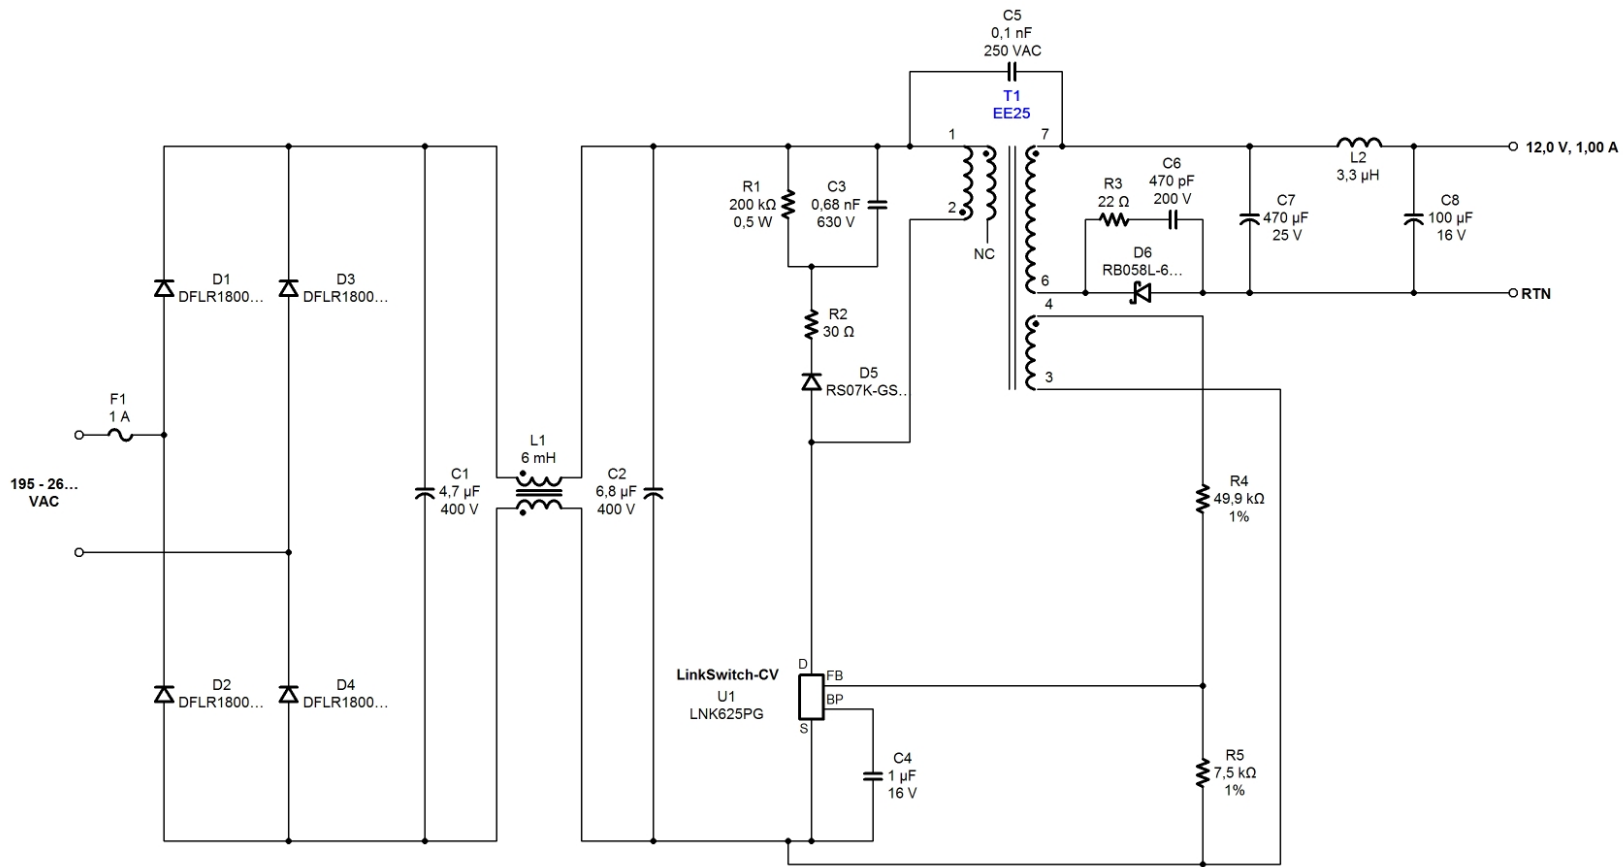 C5
0,1 nF
250 VAC
T1
EE25
1
7
12,0 V, 1,00 A
L2
3,3 µH
R1
200 kΩ
0,5 W
C3
0,68 nF
630 V
2
NC
R3
22 Ω
C6
470 pF
200 V
C7
470 µF
25 V
C8
100 µF
16 V
D6
RB058L-6...
6
RTN
4
3
D1
DFLR1800...
D3
DFLR1800...
R2
30 Ω
D5
RS07K-GS...
F1
1 A
195 - 26...
VAC
L1
6 mH
C1
4,7 µF
400 V
C2
6,8 µF
400 V
R4
49,9 kΩ
1%
D2
DFLR1800...
D4
DFLR1800...
LinkSwitch-CV
U1
LNK625PG
D
FB
BP
S
C4
1 µF
16 V
R5
7,5 kΩ
1%